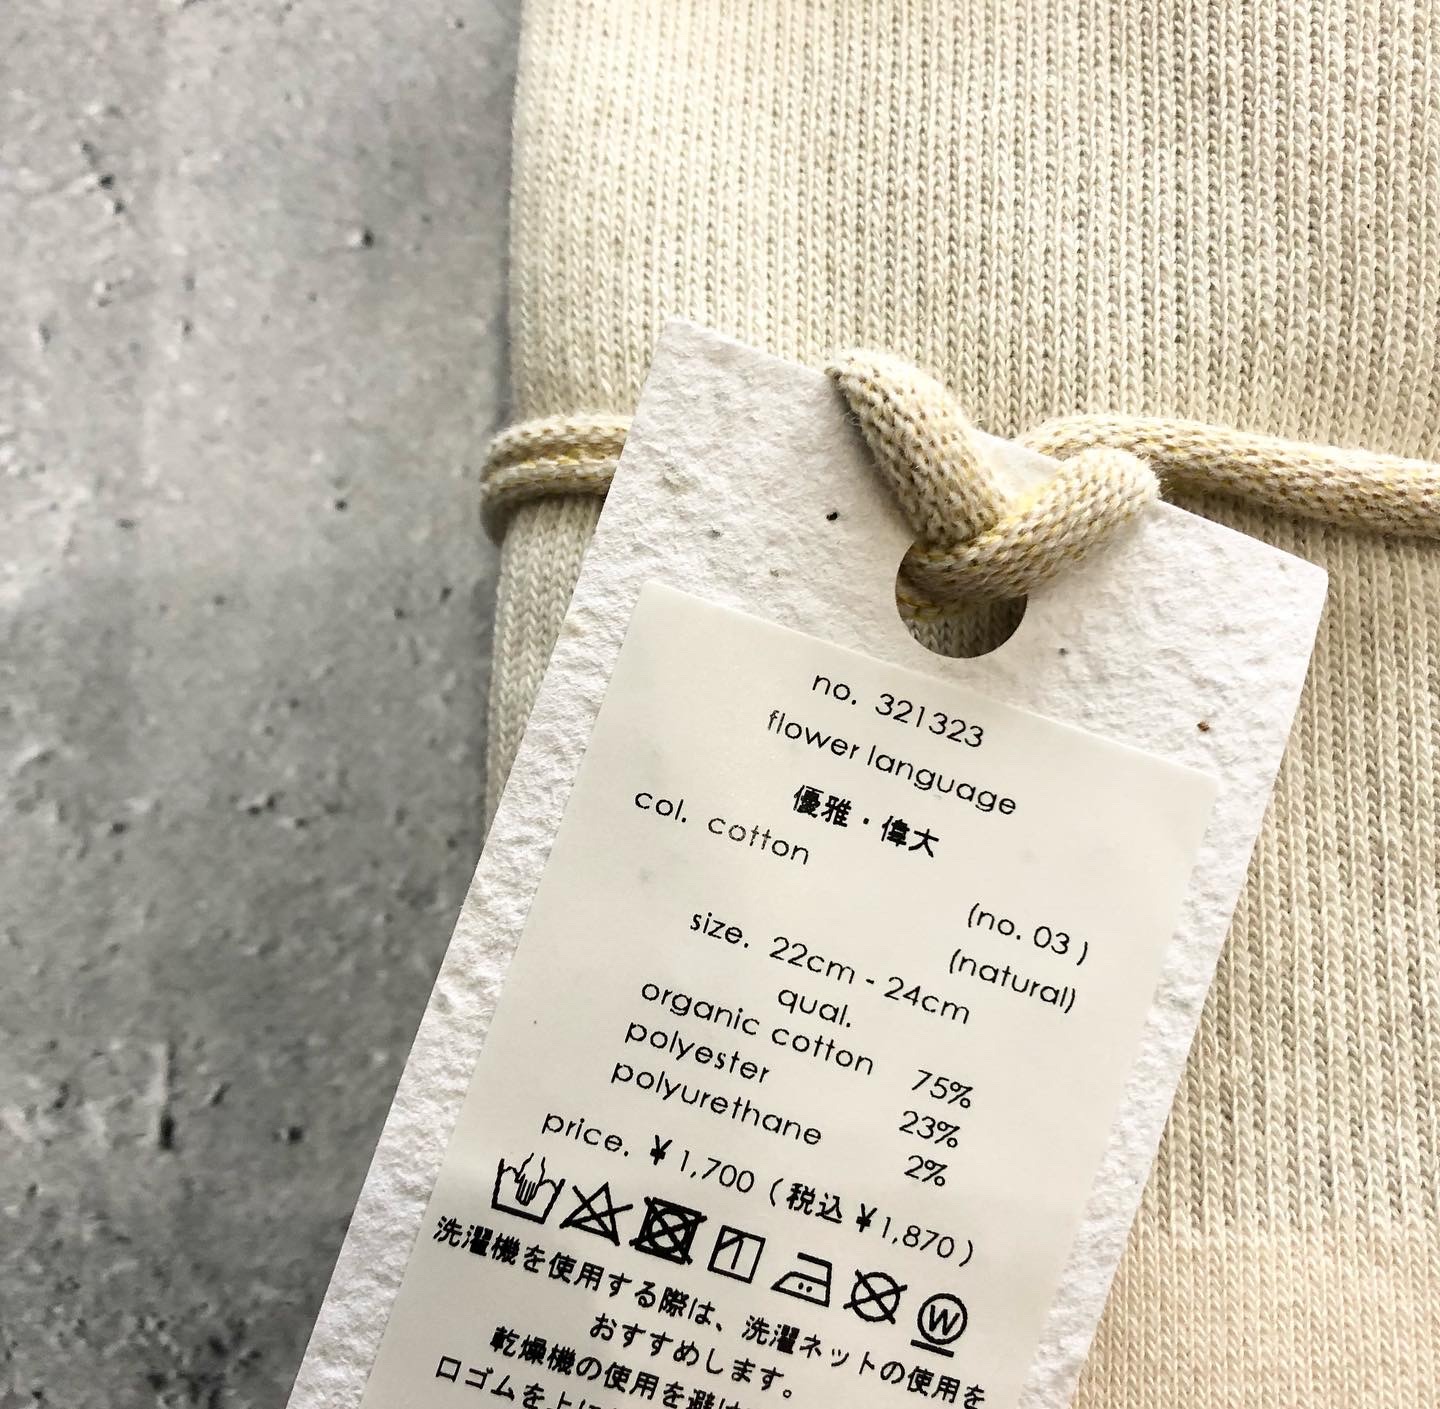 no. 321323
flower language
優雅・偉大
col. cotton
(no. 03 )
(natural)
size. 22cm - 24cm
qual.
organic cotton 75%
polyester 23%
polyurethane 2%
price. ¥ 1,700 ( 税込 ¥1,870 )
W
洗濯機を使用する際は、洗濯ネットの使用を
おすすめします。
乾燥機の使用を避け
口ゴムを上に